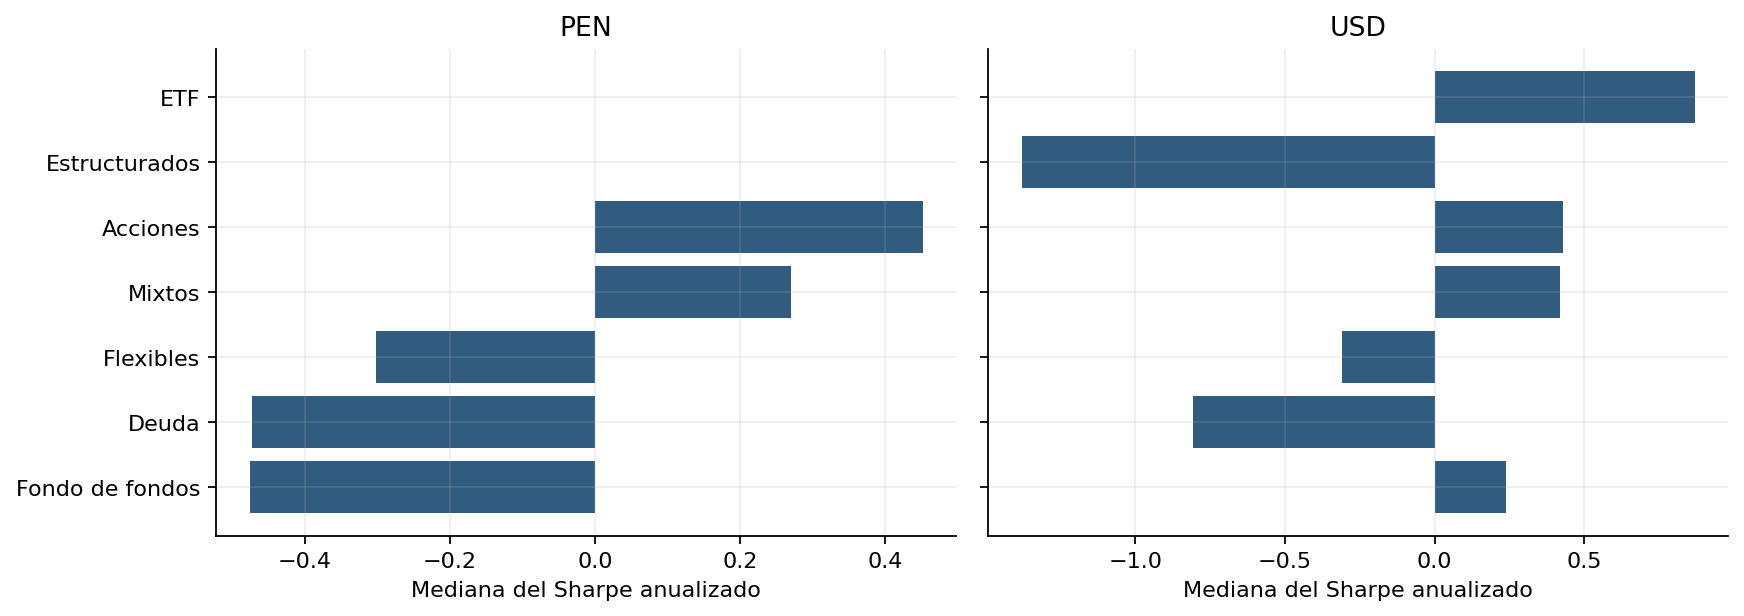 PEN
USD
ETF
Estructurados
Acciones
Mixtos
Flexibles
Deuda
Fondo de fondos
−0.4 −0.2 0.0 0.2 0.4
−1.0 −0.5 0.0 0.5
Mediana del Sharpe anualizado
Mediana del Sharpe anualizado